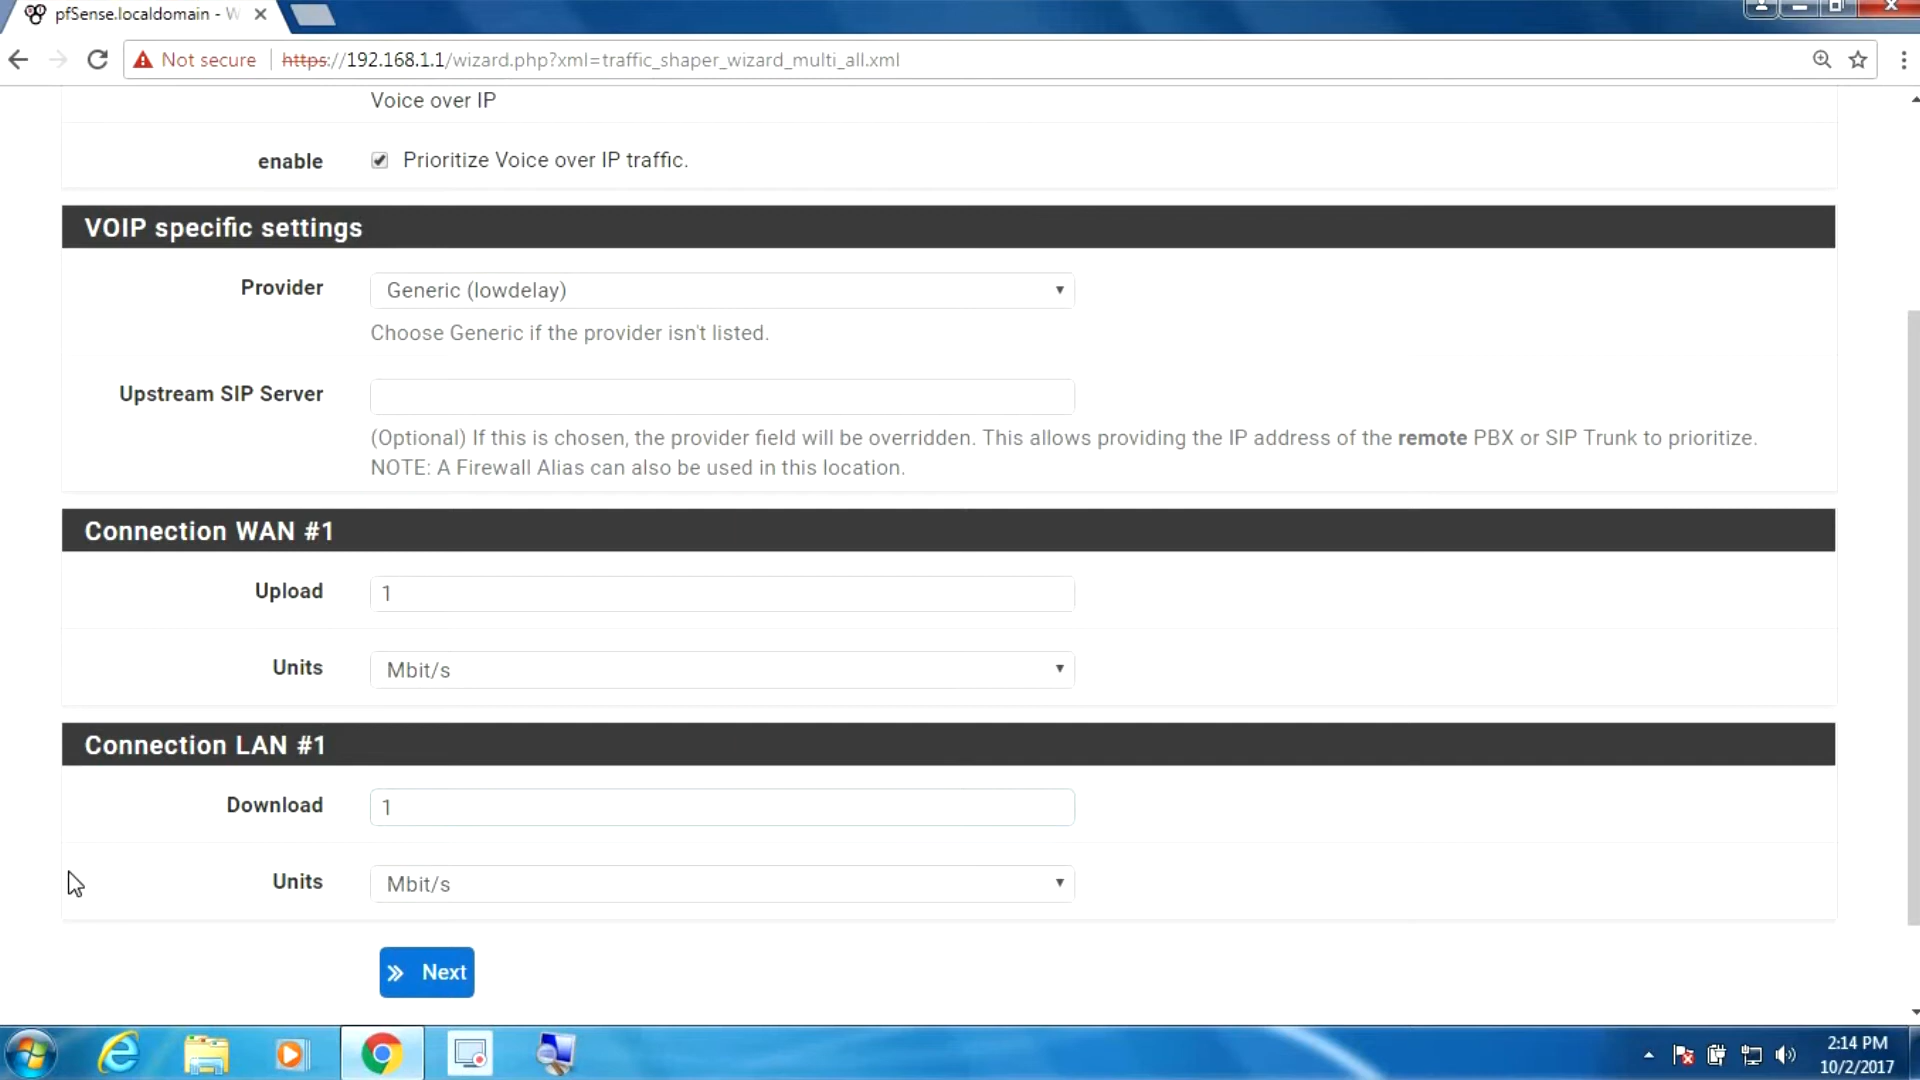 pfSense.localdomain - W
Not secure
https://192.168.1.1/wizard.php?xml=traffic_shaper_wizard_multi_all.xml
Voice over IP
enable
Prioritize Voice over IP traffic.
VOIP specific settings
Provider
Generic (lowdelay)
Choose Generic if the provider isn't listed.
Upstream SIP Server
(Optional) If this is chosen, the provider field will be overridden. This allows providing the IP address of the remote PBX or SIP Trunk to prioritize.
NOTE: A Firewall Alias can also be used in this location.
Connection WAN #1
Upload
1
Units
Mbit/s
Connection LAN #1
Download
1
Units
Mbit/s
Next
2:14 PM
10/2/2017